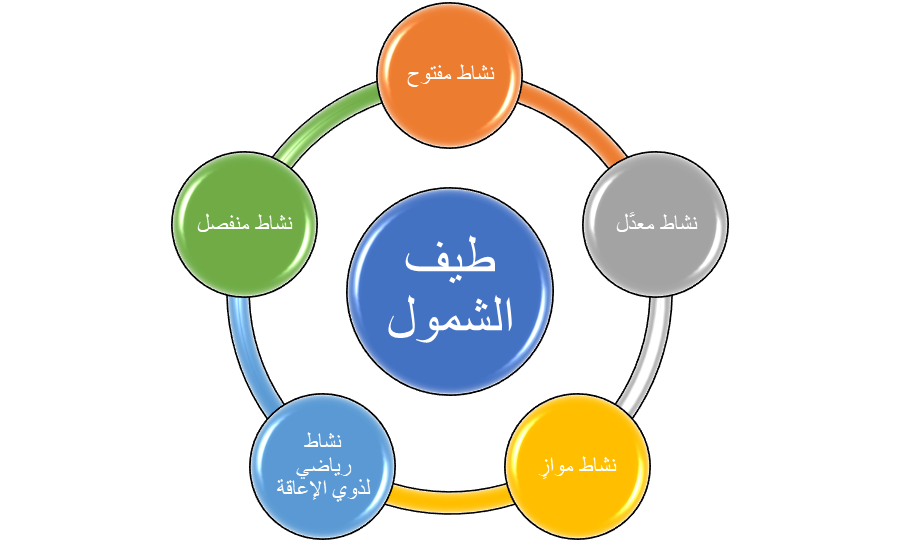 طيف
الشمول
نشاط مفتوح
نشاط معدَّل
نشاط موازٍ
نشاط
رياضي
لذوي الإعاقة
نشاط منفصل